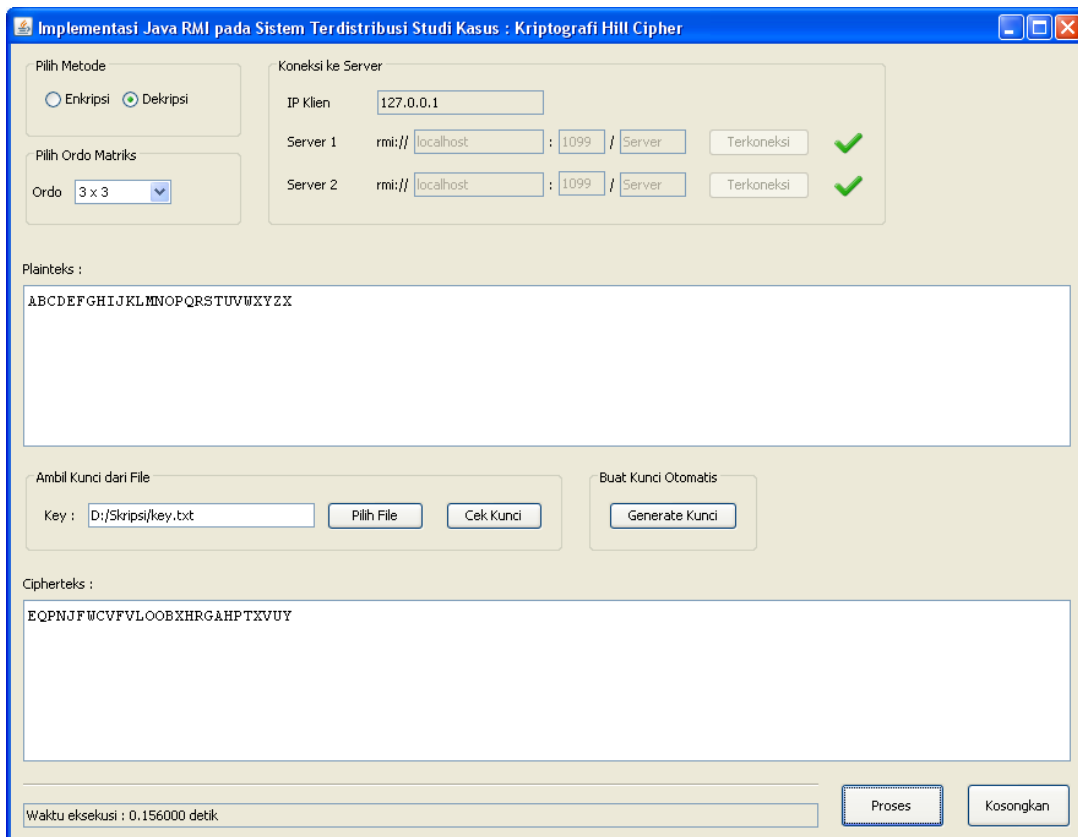 Implementasi Java RMI pada Sistem Terdistribusi Studi Kasus : Kriptografi Hill Cipher
Pilih Metode
Enkripsi Dekripsi
Pilih Ordo Matriks
Ordo 3 x 3
Koneksi ke Server
IP Klien 127.0.0.1
Server 1 rmi:// localhost : 1099 / Server Terkoneksi
Server 2 rmi:// localhost : 1099 / Server Terkoneksi
Plainteks :
ABCDEFGHIJKLMNOPQRSTUVWXYZX
Ambil Kunci dari File
Key : D:/Skripsi/key.txt Pilih File Cek Kunci
Buat Kunci Otomatis
Generate Kunci
Cipherteks :
EQPNJFWCVFVLOOBXHRGAHPTXVUY
Waktu eksekusi : 0.156000 detik
Proses Kosongkan